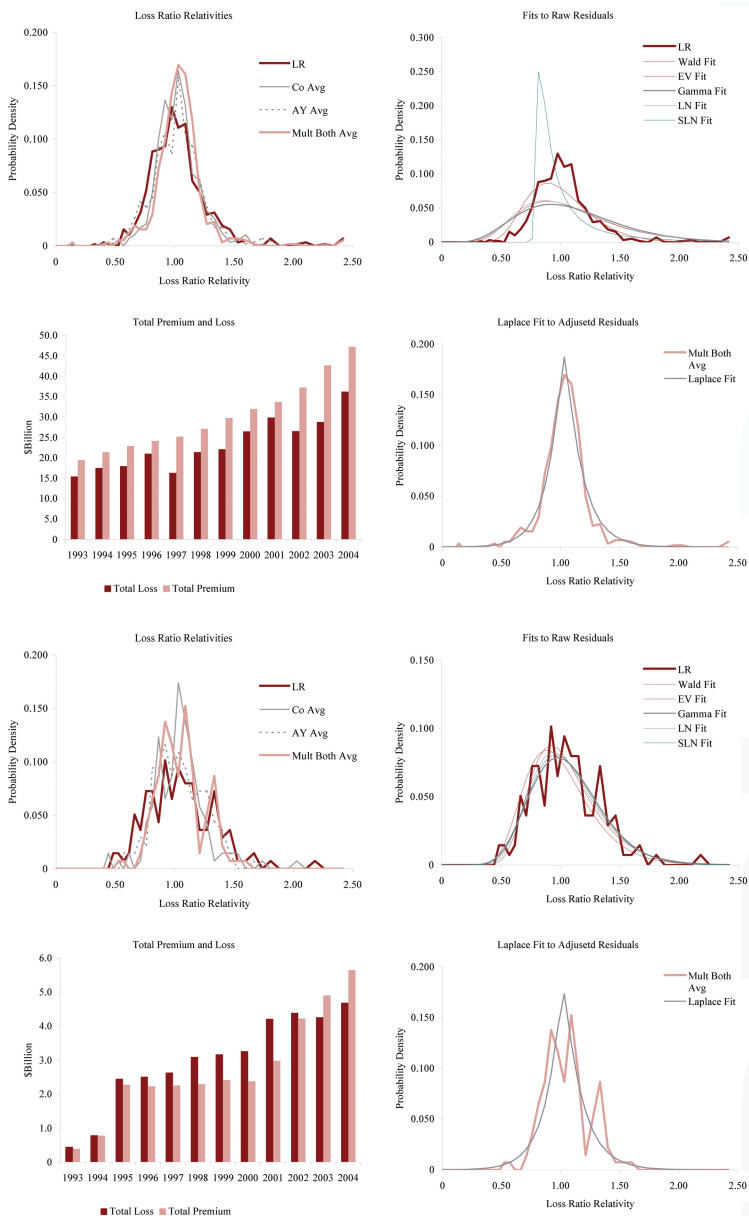 Loss Ratio Relativities
0.200
0.150
0.100
0.050
0
0 0.50 1.00 1.50 2.00 2.50
Probability Density
Loss Ratio Relativity
LR
Co Avg
AY Avg
Mult Both Avg
Fits to Raw Residuals
0.300
0.250
0.200
0.150
0.100
0.050
0.000
0 0.50 1.00 1.50 2.00 2.50
Probability Density
Loss Ratio Relativity
LR
Wald Fit
EV Fit
Gamma Fit
LN Fit
SLN Fit
Total Premium and Loss
50.0
45.0
40.0
35.0
30.0
25.0
20.0
15.0
10.0
5.0
0
$Billion
1993 1994 1995 1996 1997 1998 1999 2000 2001 2002 2003 2004
Total Loss Total Premium
Laplace Fit to Adjusetd Residuals
0.200
0.150
0.100
0.050
0
0 0.50 1.00 1.50 2.00 2.50
Probability Density
Loss Ratio Relativity
Mult Both
Avg
Laplace Fit
Loss Ratio Relativities
0.200
0.150
0.100
0.050
0
0 0.50 1.00 1.50 2.00 2.50
Probability Density
Loss Ratio Relativity
LR
Co Avg
AY Avg
Mult Both Avg
Fits to Raw Residuals
0.150
0.100
0.050
0
0 0.50 1.00 1.50 2.00 2.50
Probability Density
Loss Ratio Relativity
LR
Wald Fit
EV Fit
Gamma Fit
LN Fit
SLN Fit
Total Premium and Loss
6.0
5.0
4.0
3.0
2.0
1.0
0
$Billion
1993 1994 1995 1996 1997 1998 1999 2000 2001 2002 2003 2004
Total Loss Total Premium
Laplace Fit to Adjusetd Residuals
0.200
0.150
0.100
0.050
0
0 0.50 1.00 1.50 2.00 2.50
Probability Density
Loss Ratio Relativity
Mult Both
Avg
Laplace Fit